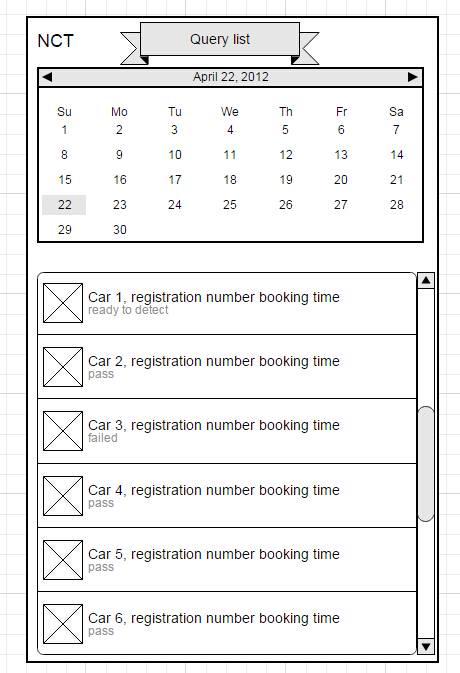 NCT
Query list
April 22, 2012
Su Mo Tu We Th Fr Sa
1 2 3 4 5 6 7
8 9 10 11 12 13 14
15 16 17 18 19 20 21
22 23 24 25 26 27 28
29 30
Car 1, registration number booking time
ready to detect
Car 2, registration number booking time
pass
Car 3, registration number booking time
failed
Car 4, registration number booking time
pass
Car 5, registration number booking time
pass
Car 6, registration number booking time
pass